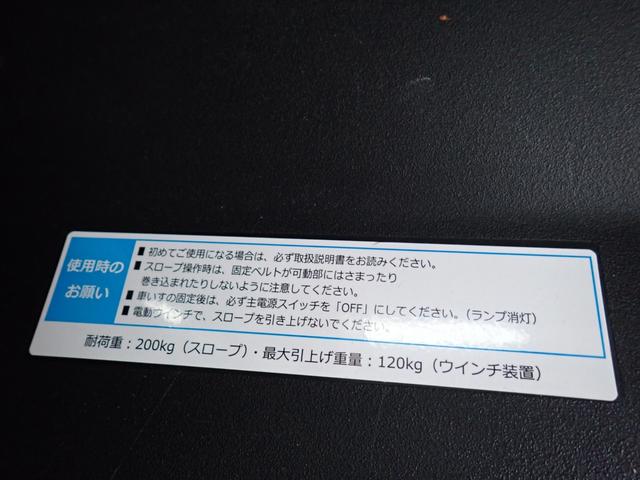 使用時の
お願い
■ 初めてご使用になる場合は、必ず取扱説明書をお読みください。
■ スロープ操作時は、固定ベルトが可動部にはさまったり
巻き込まれたりしないように注意してください。
■ 車いすの固定後は、必ず主電源スイッチを「OFF」にしてください。(ランプ消灯)
■ 電動ウインチで、スロープを引き上げないでください。
耐荷重：200kg（スロープ）・最大引上げ重量：120kg（ウインチ装置）